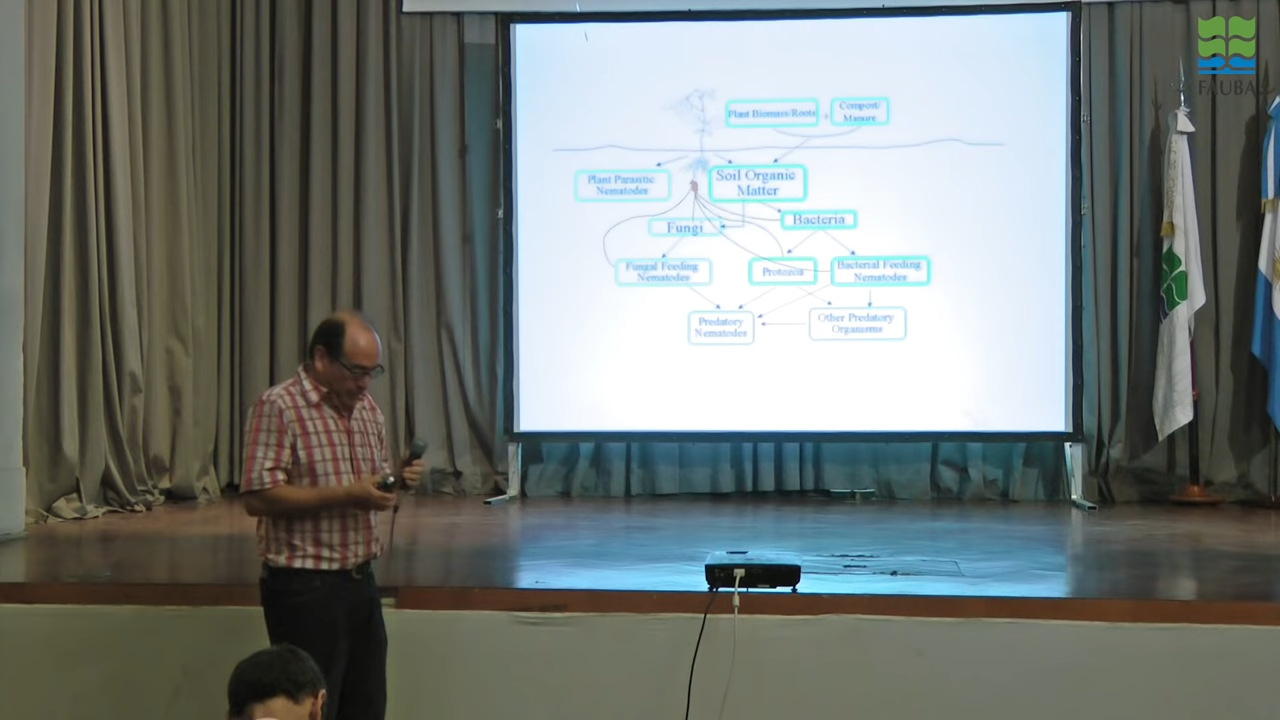 FAUBA
Plant Biomass/Roots
+
Compost/
Manure
Plant Parasitic
Nematodes
Soil Organic
Matter
Bacteria
Fungi
Fungal Feeding
Nematodes
Protozoa
Bacterial Feeding
Nematodes
Predatory
Nematodes
Other Predatory
Organisms